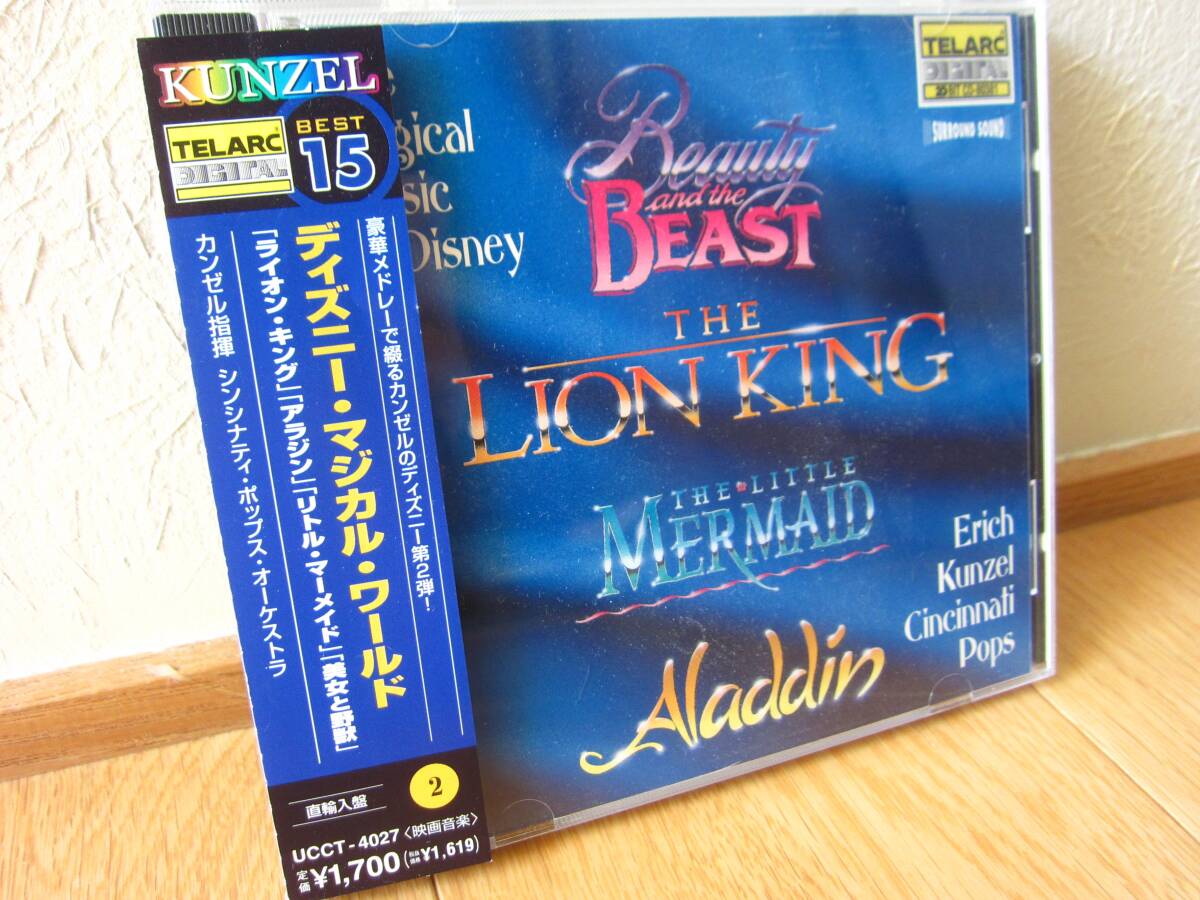 KUNZEL
TELARC
DIGITAL
BEST
15
豪華メドレーで綴るカンゼルのディズニー第2弾!
ディズニー・マジカル・ワールド
「ライオン・キング」「アラジン」「リトル・マーメイド」「美女と野獣」
カンゼル指揮 シンシナティ・ポップス・オーケストラ
2
直輸入盤
UCCT-4027〈映画音楽〉
定価 ¥1,700(税抜価格 ¥1,619)
gical
sic
Disney
Beauty
and the
BEAST
THE
LION KING
THE LITTLE
MERMAID
Aladdin
Erich
Kunzel
Cincinnati
Pops
TELARC
DIGITAL
SURROUND SOUND